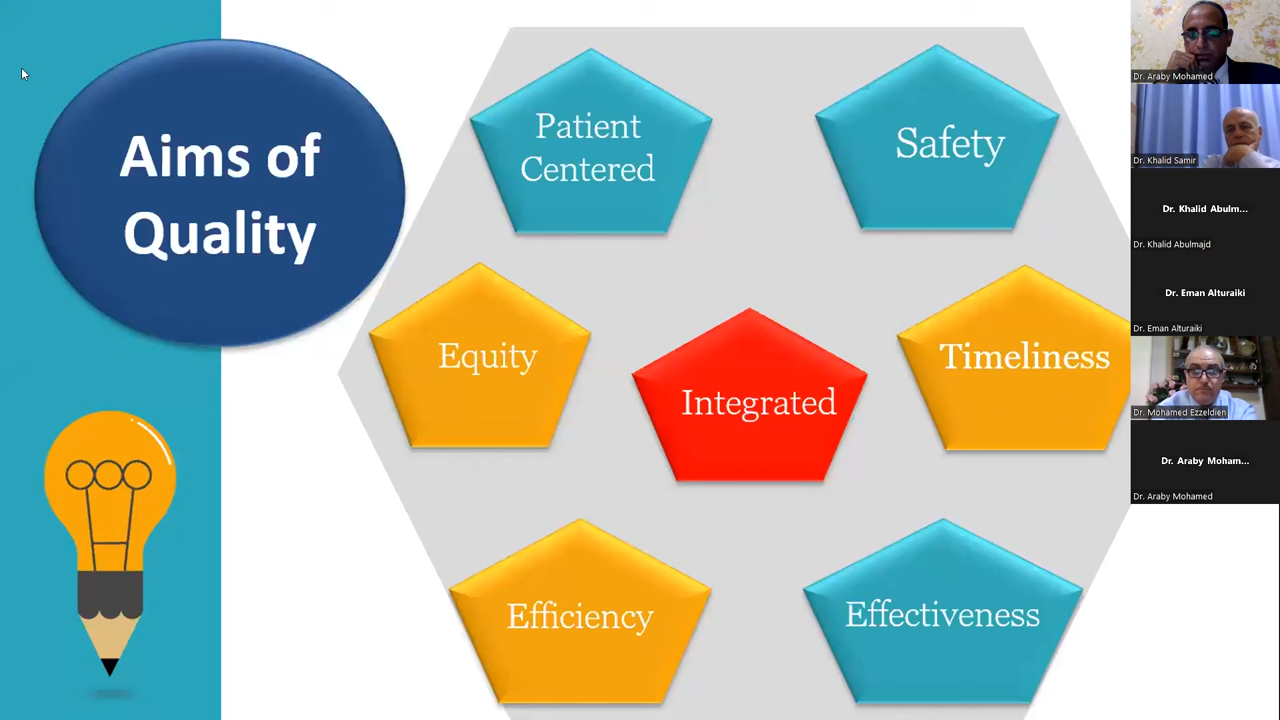 Aims of
Quality
Patient
Centered
Safety
Equity
Integrated
Timeliness
Efficiency
Effectiveness
Dr. Araby Mohamed
Dr. Khalid Samir
Dr. Khalid Abulm...
Dr. Khalid Abulmajd
Dr. Eman Alturaiki
Dr. Eman Alturaiki
Dr. Mohamed Ezzeldien
Dr. Araby Moham...
Dr. Araby Mohamed